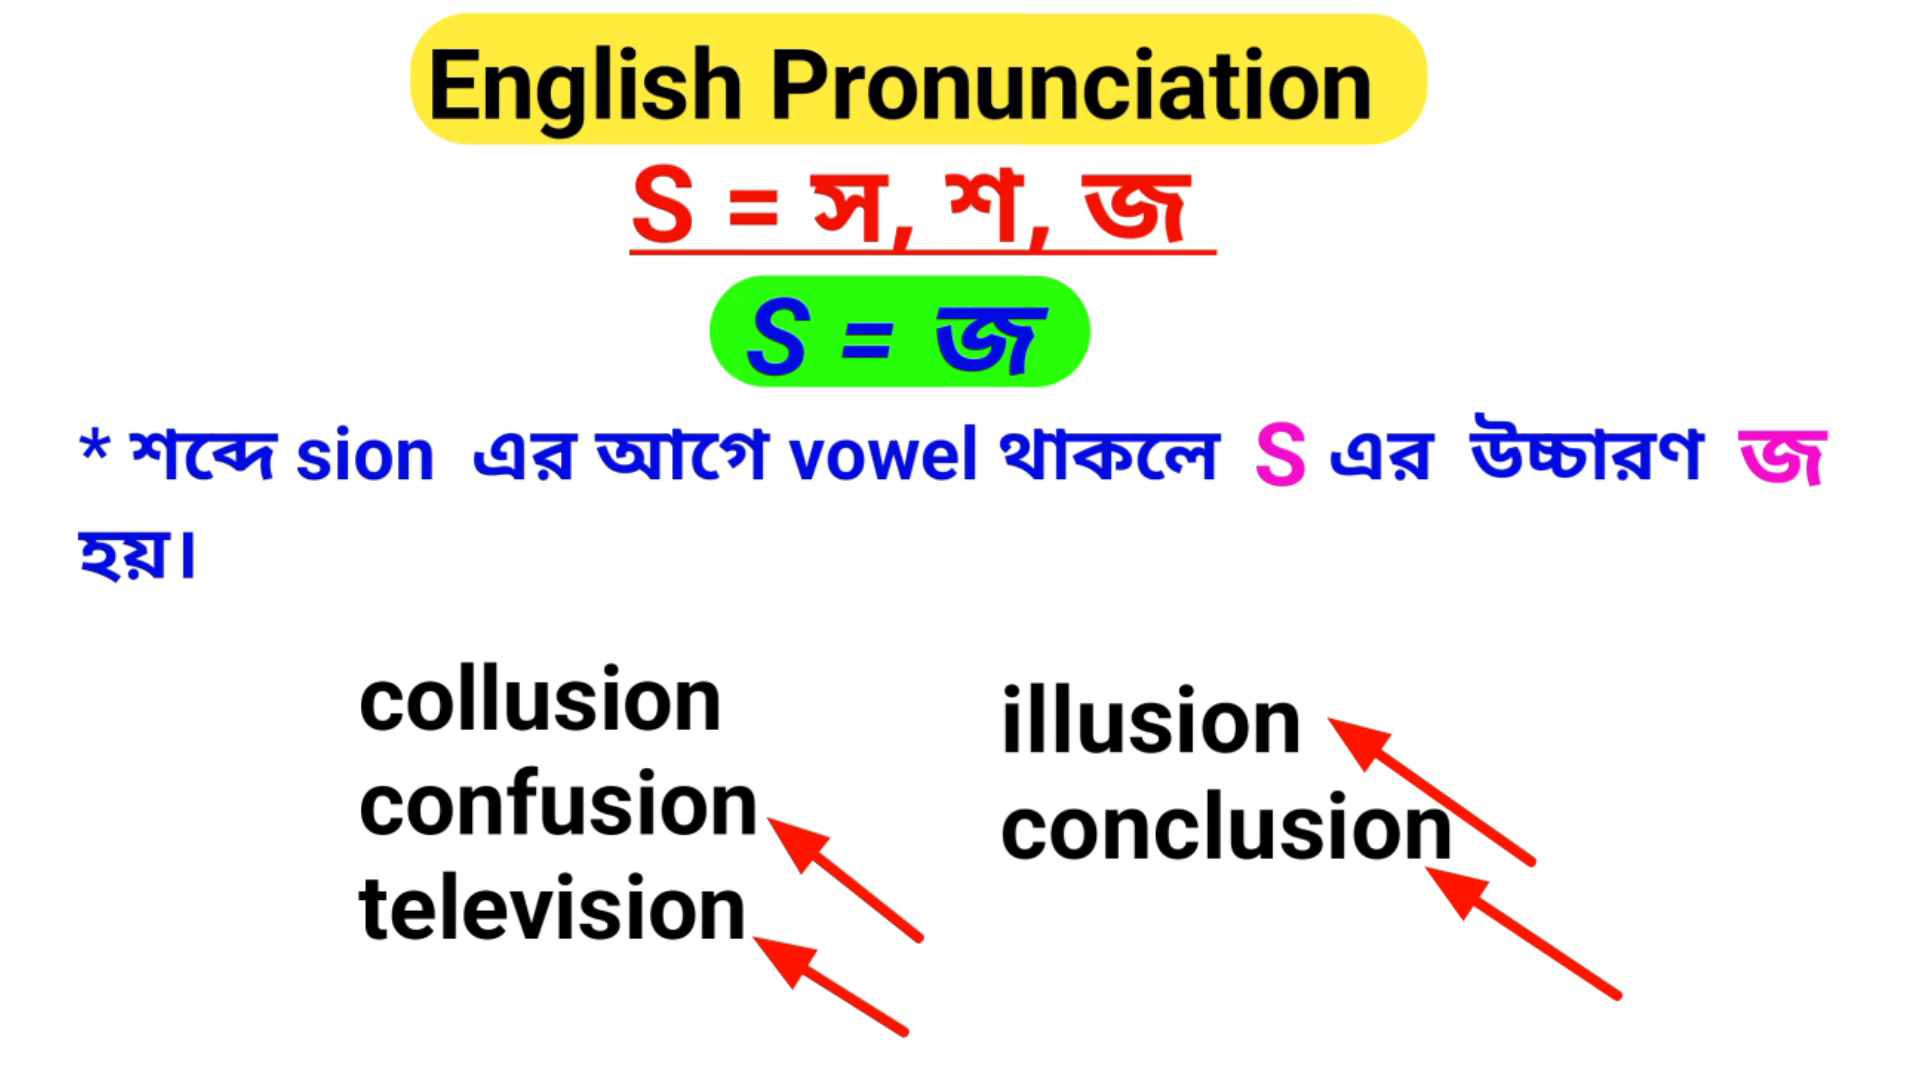 English Pronunciation
S = স, শ, জ
S = জ
* শব্দে sion এর আগে vowel থাকলে S এর উচ্চারণ জ
হয়।
collusion
confusion
television
illusion
conclusion